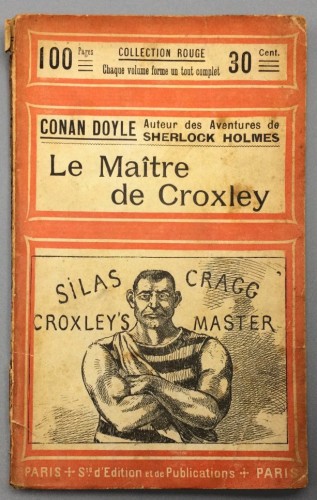 100 Pages COLLECTION ROUGE 30 Cent.
Chaque volume forme un tout complet
CONAN DOYLE Auteur des Aventures de
SHERLOCK HOLMES
Le Maître
de Croxley
SILAS CRAGG
CROXLEY'S MASTER
PARIS + Sté d'Edition et de Publications + PARIS